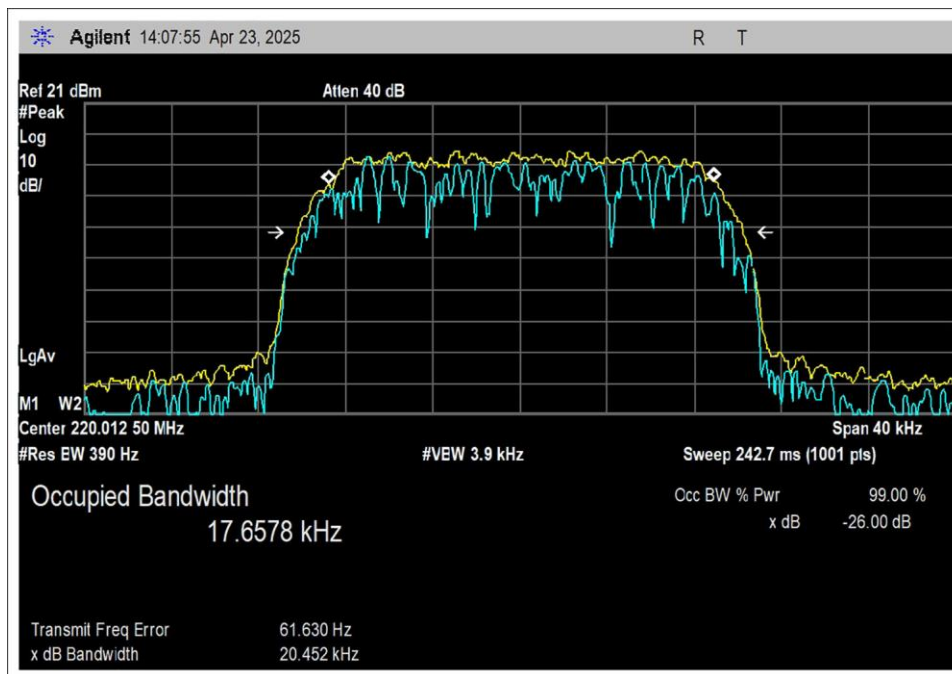 Agilent 14:07:55 Apr 23, 2025 R T
Ref 21 dBm Atten 40 dB
#Peak
Log
10
dB/
LgAv
M1 W2
Center 220.012 50 MHz Span 40 kHz
#Res BW 390 Hz #VBW 3.9 kHz Sweep 242.7 ms (1001 pts)
Occupied Bandwidth Occ BW % Pwr 99.00 %
17.6578 kHz x dB -26.00 dB
Transmit Freq Error 61.630 Hz
x dB Bandwidth 20.452 kHz